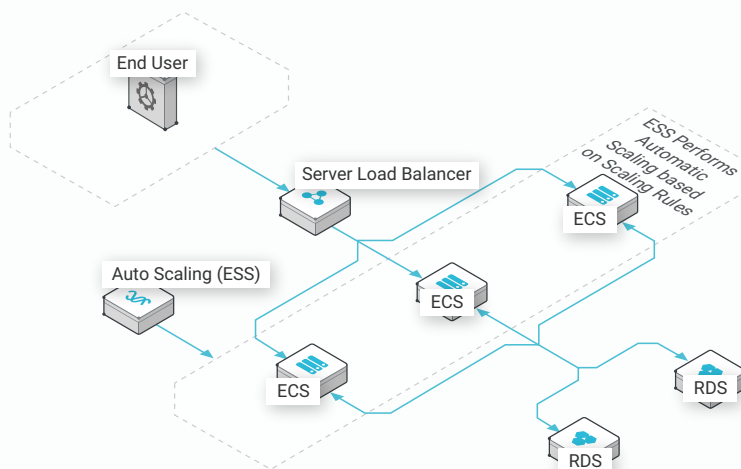 End User
ESS Performs
Automatic
Scaling based
on Scaling Rules
Server Load Balancer
ECS
Auto Scaling (ESS)
ECS
ECS
RDS
RDS